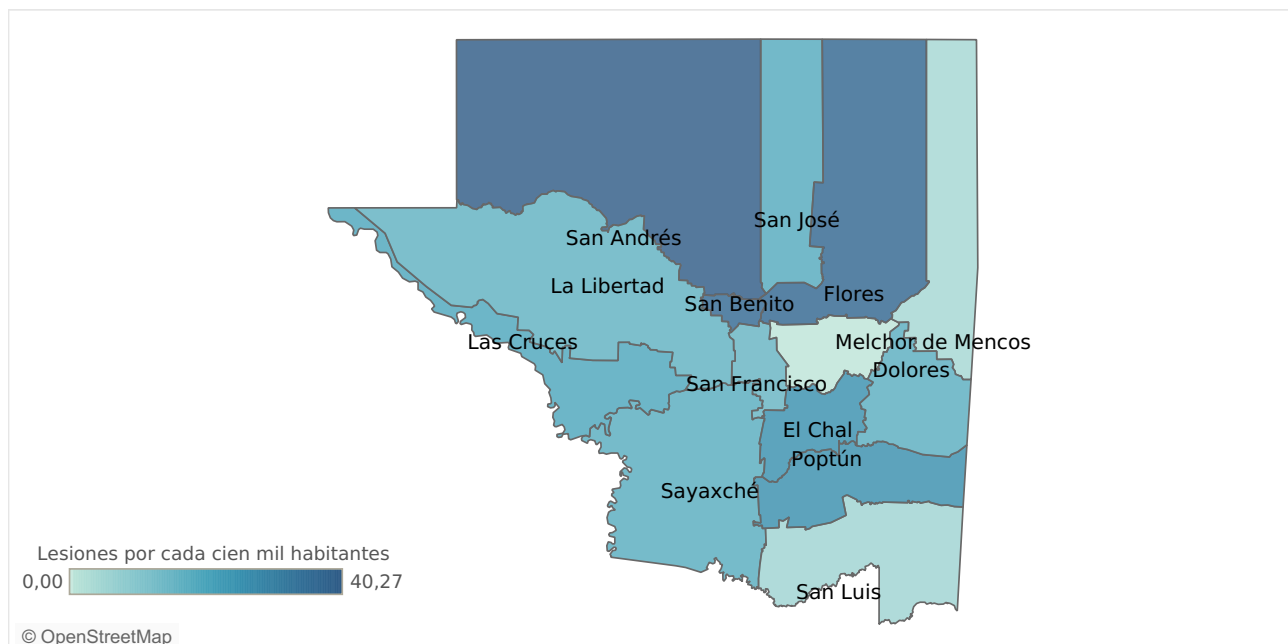 San José
San Andrés
La Libertad
San Benito
Flores
Las Cruces
Melchor de Mencos
Dolores
San Francisco
El Chal
Poptún
Sayaxché
Lesiones por cada cien mil habitantes
0,00
40,27
San Luis
© OpenStreetMap